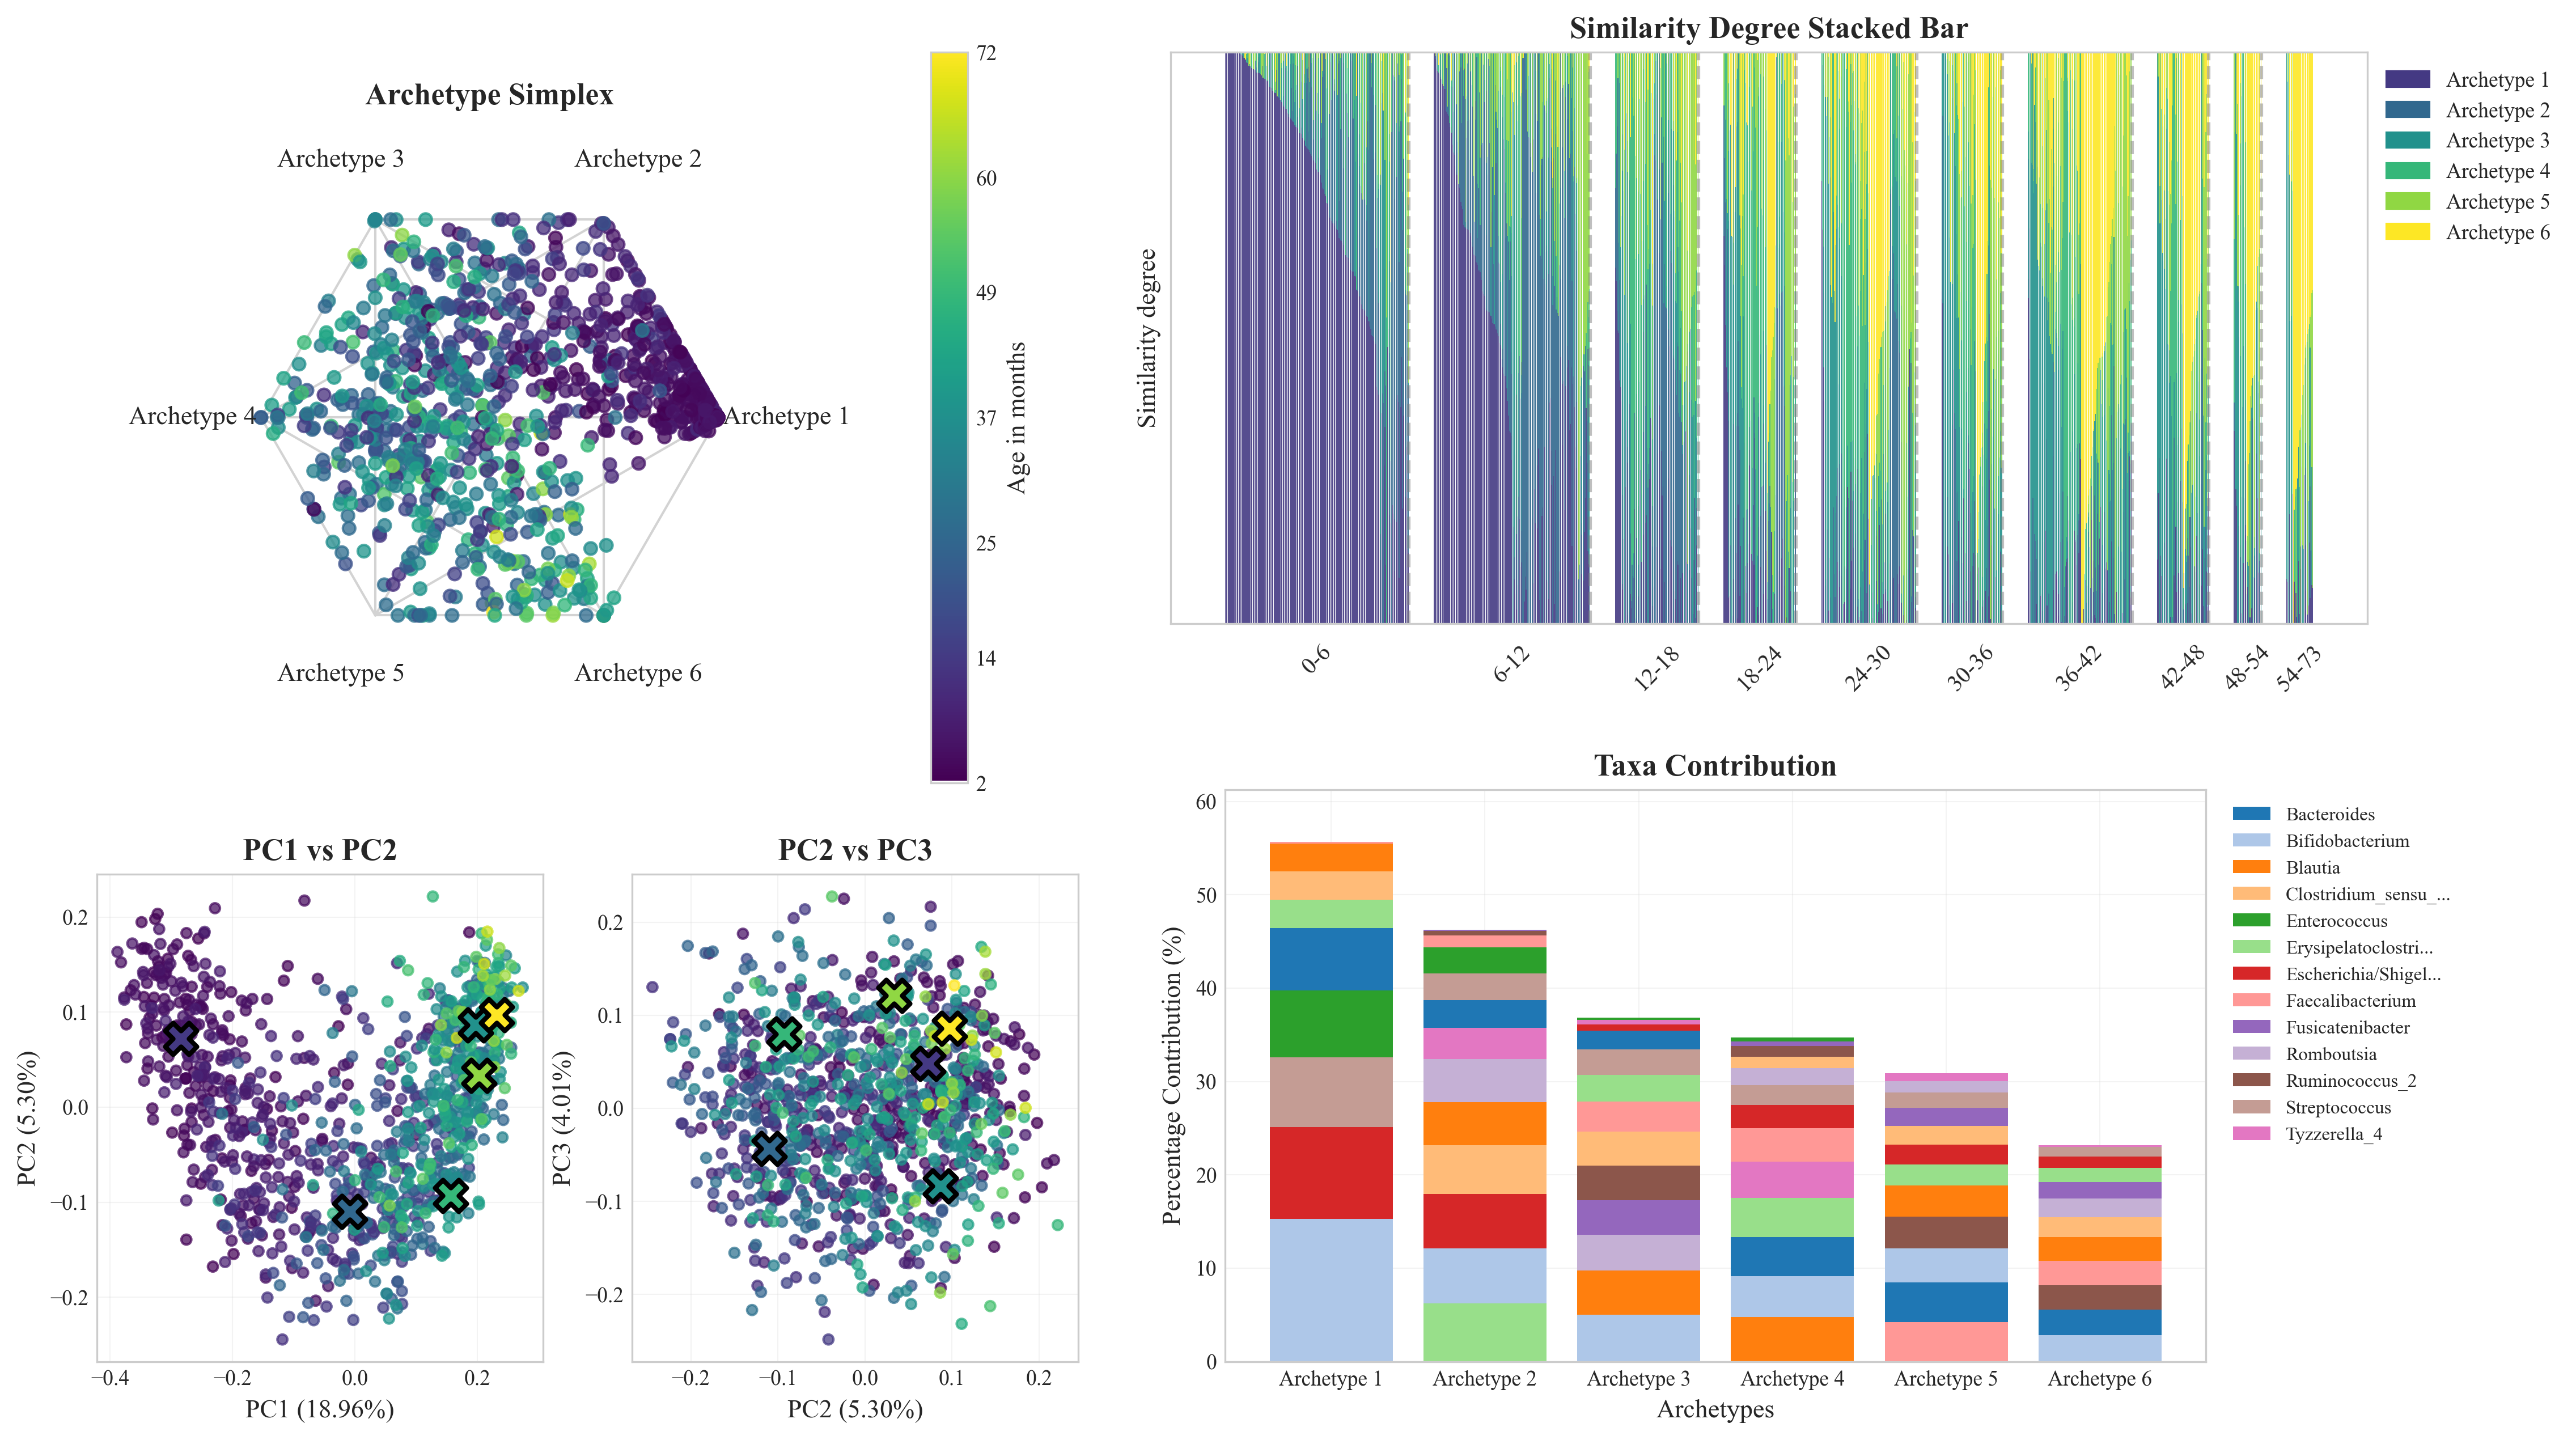 Archetype Simplex
Archetype 3
Archetype 2
Archetype 4
Archetype 1
Archetype 5
Archetype 6
72
60
49
37
25
14
2
Age in months
Similarity Degree Stacked Bar
Similarity degree
0-6
6-12
12-18
18-24
24-30
30-36
36-42
42-48
48-54
54-73
Archetype 1
Archetype 2
Archetype 3
Archetype 4
Archetype 5
Archetype 6
PC1 vs PC2
PC2 (5.30%)
0.2
0.1
0.0
−0.1
−0.2
−0.4
−0.2
0.0
0.2
PC1 (18.96%)
PC2 vs PC3
PC3 (4.01%)
0.2
0.1
0.0
−0.1
−0.2
−0.2
−0.1
0.0
0.1
0.2
PC2 (5.30%)
Taxa Contribution
Percentage Contribution (%)
60
50
40
30
20
10
0
Archetype 1
Archetype 2
Archetype 3
Archetype 4
Archetype 5
Archetype 6
Archetypes
Bacteroides
Bifidobacterium
Blautia
Clostridium_sensu_...
Enterococcus
Erysipelatoclostri...
Escherichia/Shigel...
Faecalibacterium
Fusicatenibacter
Romboutsia
Ruminococcus_2
Streptococcus
Tyzzerella_4